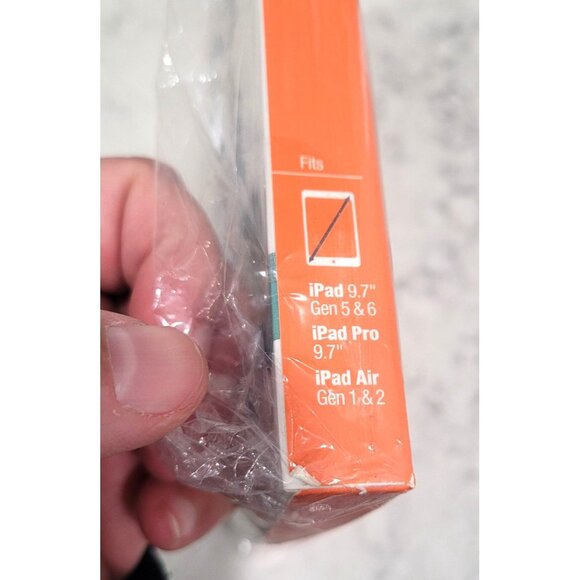 Fits
iPad 9.7"
Gen 5 & 6
iPad Pro
9.7"
iPad Air
Gen 1 & 2